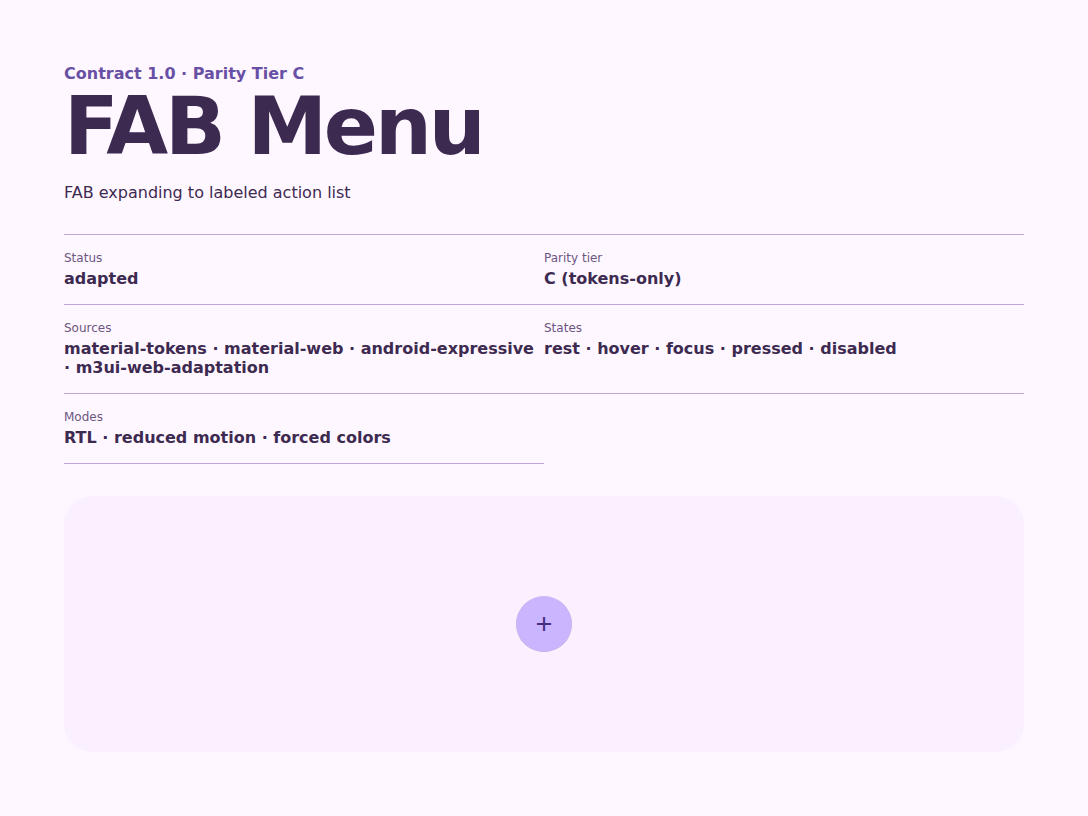 Contract 1.0 · Parity Tier C
FAB Menu
FAB expanding to labeled action list
Status
adapted
Parity tier
C (tokens-only)
Sources
material-tokens · material-web · android-expressive
· m3ui-web-adaptation
States
rest · hover · focus · pressed · disabled
Modes
RTL · reduced motion · forced colors
+